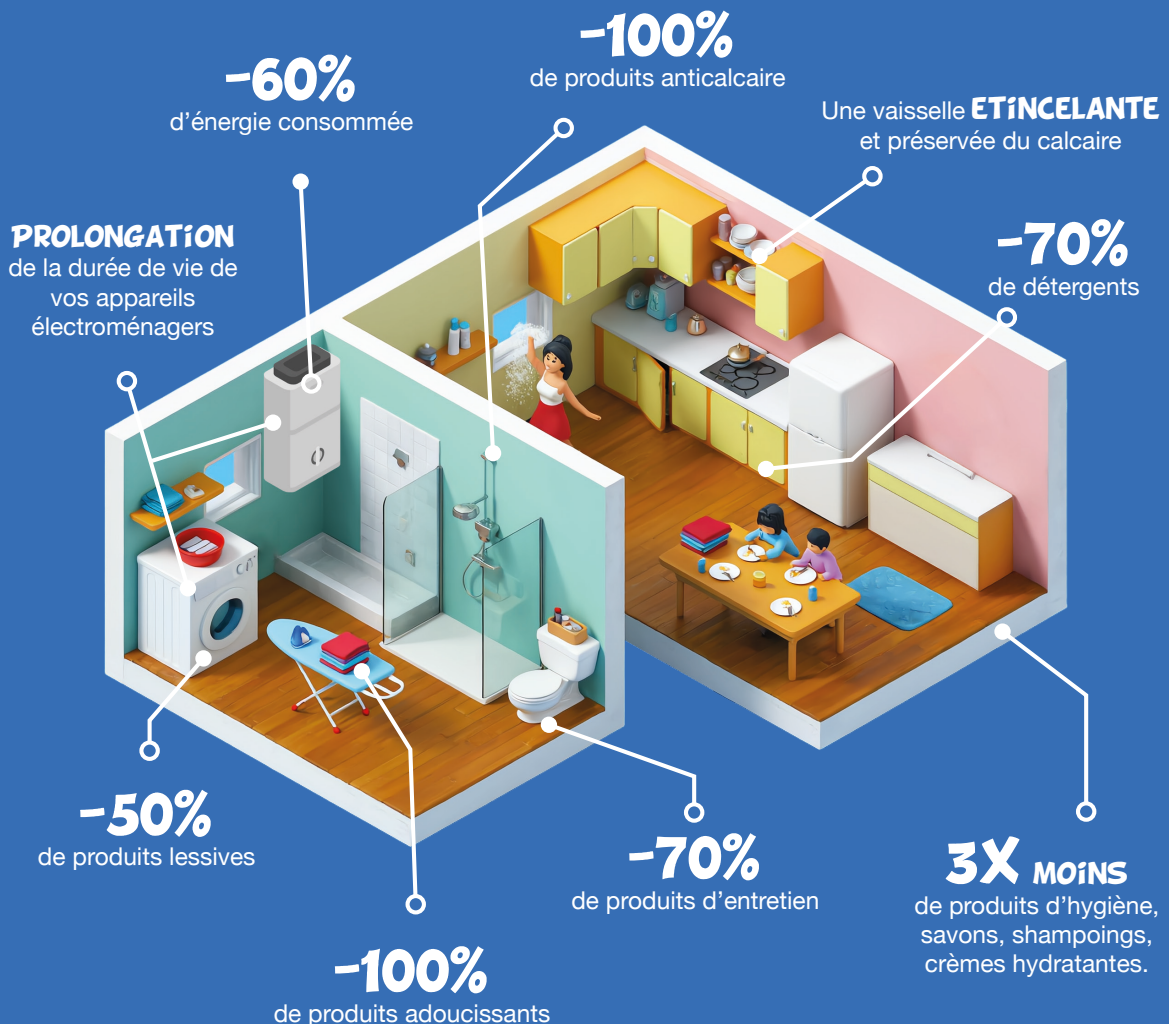 -100%
de produits anticalcaire
-60%
d'énergie consommée
Une vaisselle ETiNCELANTE
et préservée du calcaire
PROLONGATiON
de la durée de vie de
vos appareils
électroménagers
-70%
de détergents
-50%
de produits lessives
-70%
de produits d'entretien
3X MOiNS
de produits d'hygiène,
savons, shampoings,
crèmes hydratantes.
-100%
de produits adoucissants